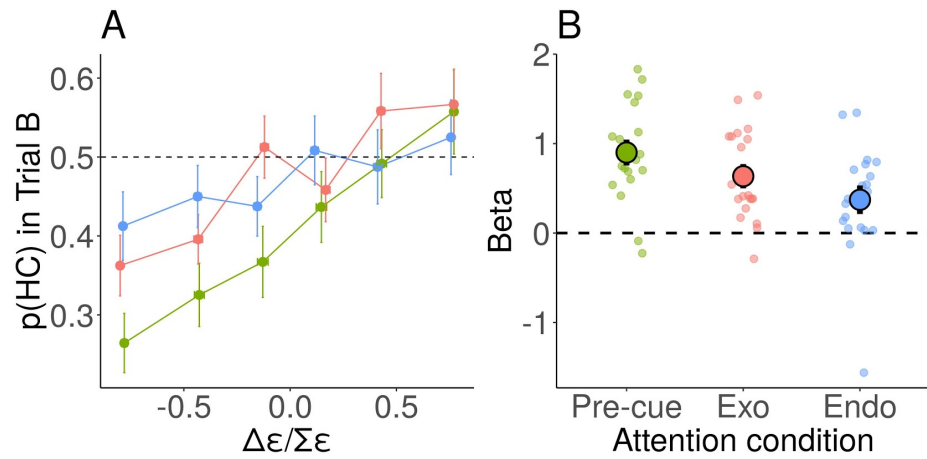 A
p(HC) in Trial B
0.6
0.5
0.4
0.3
-0.5 0.0 0.5
Δε/Σε
B
Beta
2
1
0
-1
Pre-cue Exo Endo
Attention condition